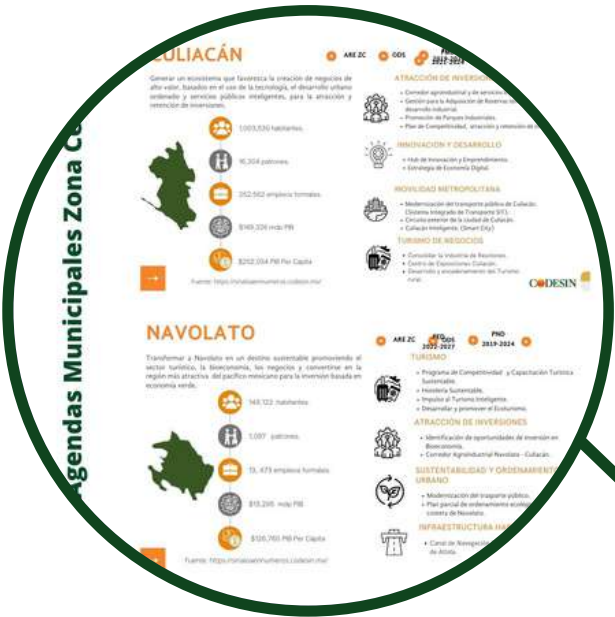 Agendas Municipales Zona
CULIACÁN
Generar un ecosistema que favorezca la creación de negocios de
alto valor, basados en el uso de la tecnología, el desarrollo urbano
ordenado y servicios públicos inteligentes, para la atracción y
retención de inversiones.
1,003,530 habitantes.
16,304 patrones.
252,562 empleos formales.
$149,326 mdp PIB
$202,034 PIB Per Capita
Fuente: https://sinaloaennumeros.codesin.mx/
ARE ZC
ODS
ATRACCIÓN DE
Corredor agroindustrial y de
Gestión para la Adquisición de Reservas
desarrollo industrial.
Promoción de Parques Industriales.
Plan de Competitividad, atracción y retención
INNOVACIÓN Y DESARROLLO
Hub de Innovación y Emprendimiento.
Estrategia de Economía Digital.
MOVILIDAD METROPOLITANA
Modernización del transporte público de Culiacán.
(Sistema Integrado de Transporte SIT).
Circuito exterior de la ciudad de Culiacán.
Culiacán Inteligente. (Smart City)
TURISMO DE NEGOCIOS
Consolidar la Industria de Reuniones.
Centro de Exposiciones Culiacán.
Desarrollo y encadenamiento del Turismo
rural.
CODESIN
NAVOLATO
Transformar a Navolato en un destino sustentable promoviendo el
sector turístico, la bioeconomía, los negocios y convertirse en la
región más atractiva del pacífico mexicano para la inversión basada en
economía verde.
149,122 habitantes.
1,097 patrones.
13, 473 empleos formales.
mdp PIB
$126,765 PIB Per Capita
Fuente: https://sinaloaennumeros.codesin.mx/
ARE ZC
ODS
2022-2027
PND
2019-2024
TURISMO
Programa de Competitividad y Capacitación Turística
Sustentable.
Hotelería Sustentable.
Impulso al Turismo Inteligente.
Desarrollar y promover el Ecoturismo.
ATRACCIÓN DE INVERSIONES
Identificación de oportunidades de inversión en
Bioeconomía.
Corredor Agroindustrial Navolato - Culiacán.
SUSTENTABILIDAD Y ORDENAMIENTO
URBANO
Modernización del trasporte público.
Plan parcial de ordenamiento
costera de Navolato.
INFRAESTRUCTURA
Canal de Navegación
de Altata.